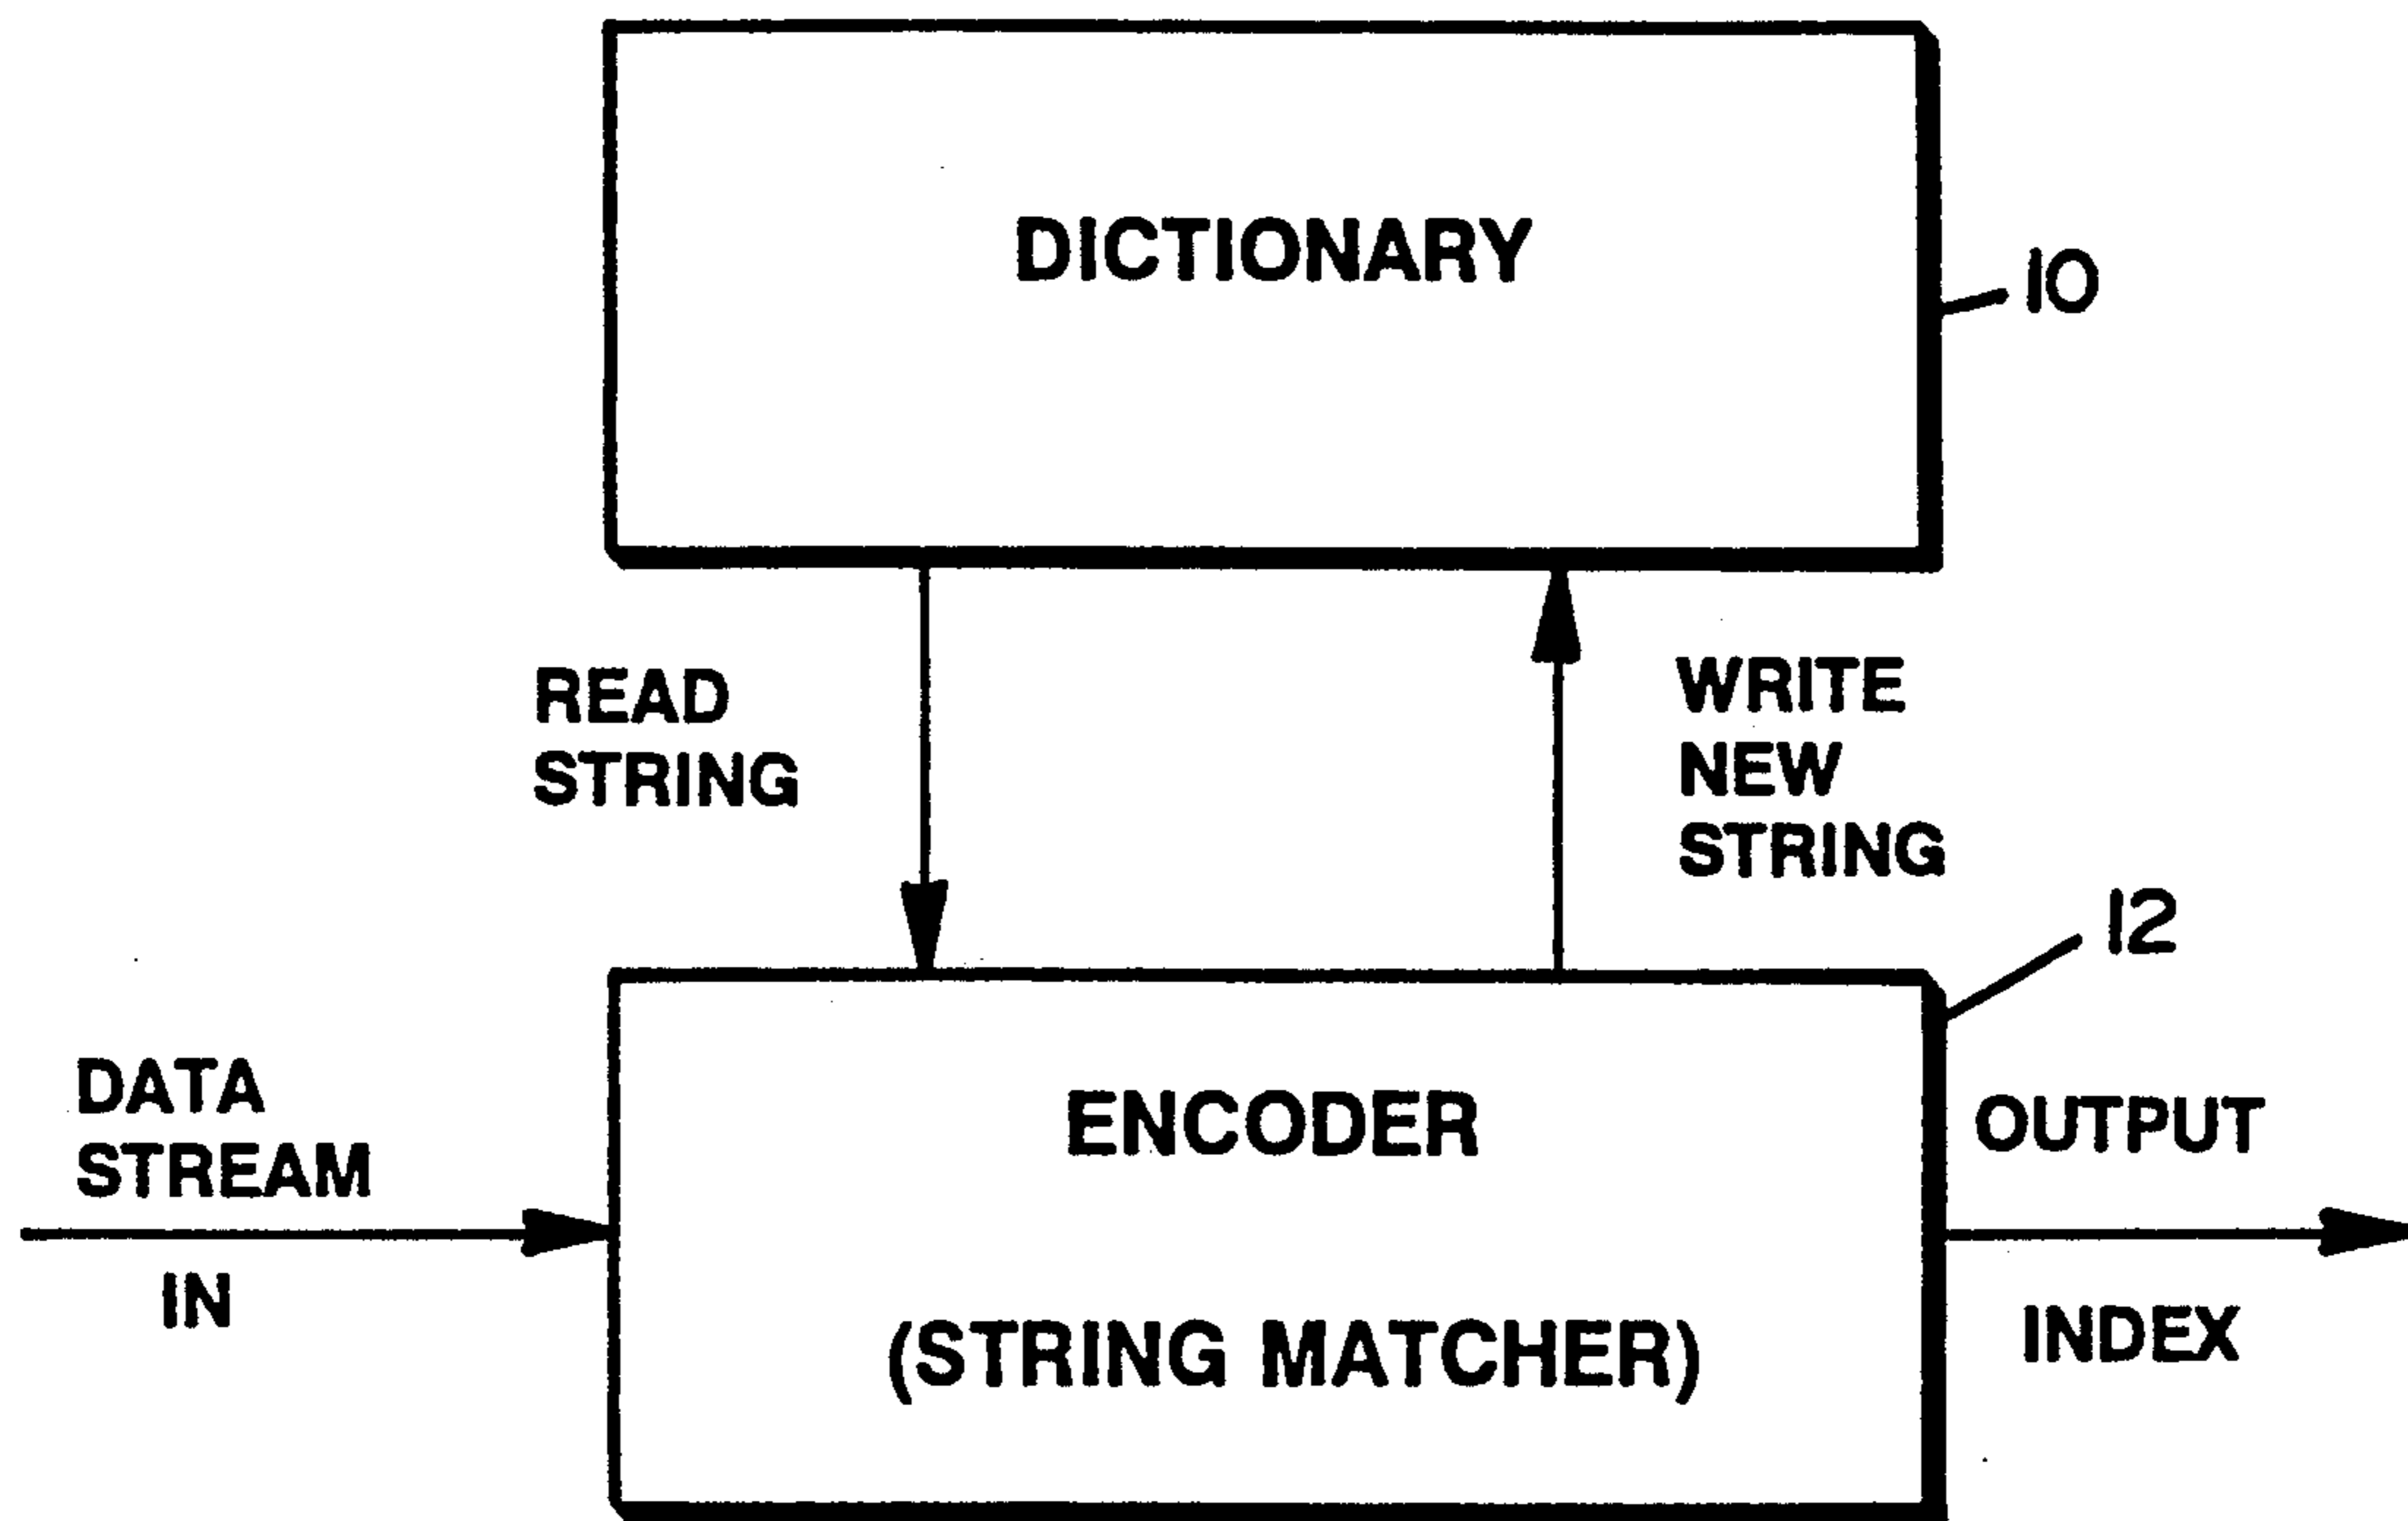 DICTIONARY
10
READ
STRING
WRITE
NEW
STRING
12
DATA
STREAM
IN
ENCODER
(STRING MATCHER)
OUTPUT
INDEX